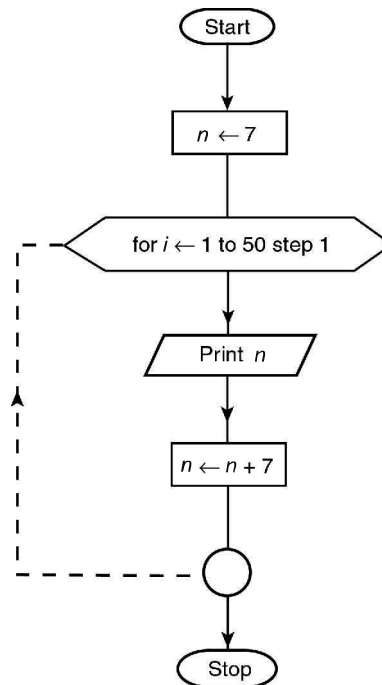 Start
n ← 7
for i ← 1 to 50 step 1
Print n
n ← n + 7
Stop